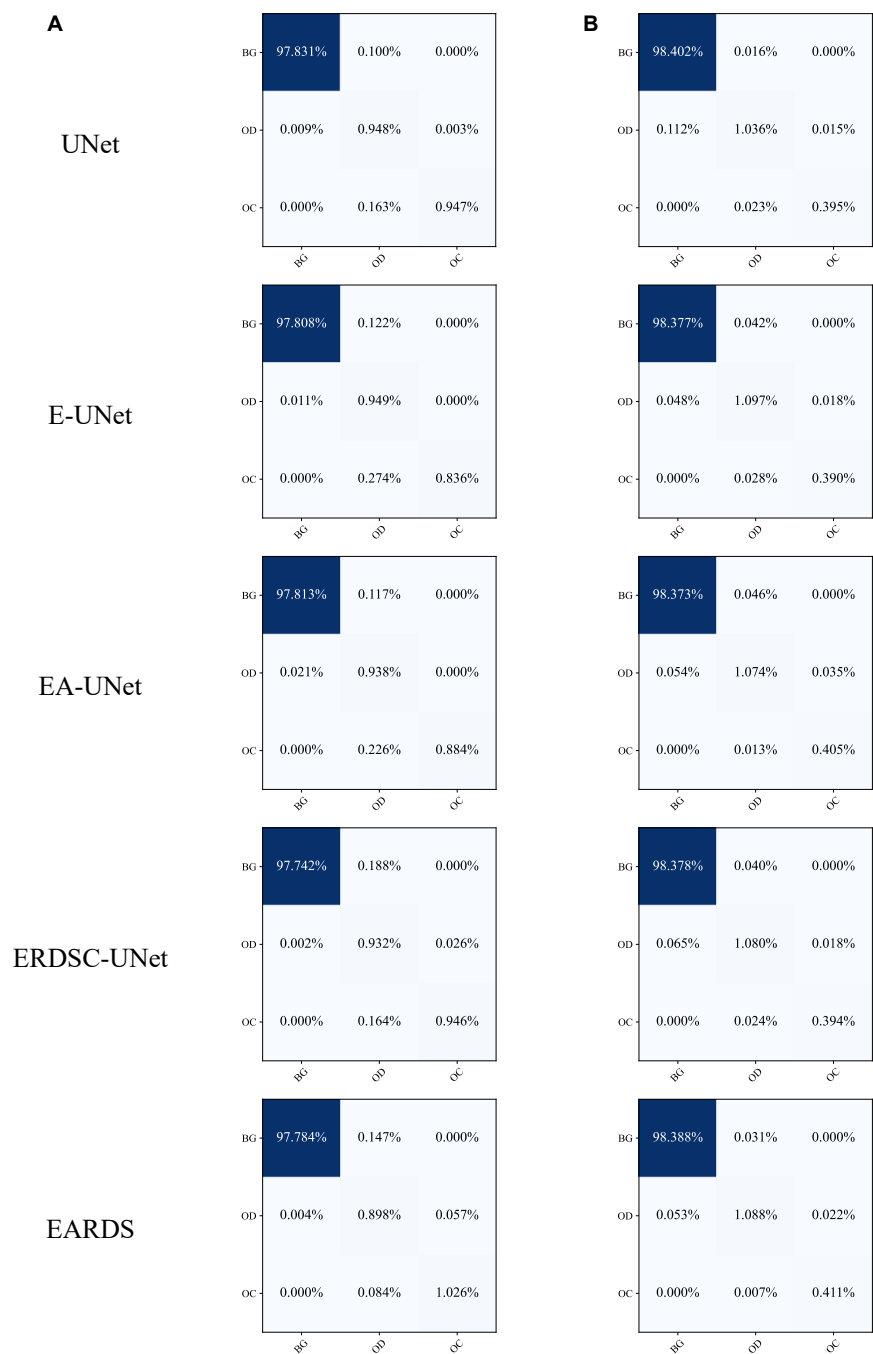 A B
BG 97.831% 0.100% 0.000% BG 98.402% 0.016% 0.000%
UNet OD 0.009% 0.948% 0.003% OD 0.112% 1.036% 0.015%
OC 0.000% 0.163% 0.947% OC 0.000% 0.023% 0.395%
BG OD OC BG OD OC
BG 97.808% 0.122% 0.000% BG 98.377% 0.042% 0.000%
E-UNet OD 0.011% 0.949% 0.000% OD 0.048% 1.097% 0.018%
OC 0.000% 0.274% 0.836% OC 0.000% 0.028% 0.390%
BG OD OC BG OD OC
BG 97.813% 0.117% 0.000% BG 98.373% 0.046% 0.000%
EA-UNet OD 0.021% 0.938% 0.000% OD 0.054% 1.074% 0.035%
OC 0.000% 0.226% 0.884% OC 0.000% 0.013% 0.405%
BG OD OC BG OD OC
BG 97.742% 0.188% 0.000% BG 98.378% 0.040% 0.000%
ERDSC-UNet OD 0.002% 0.932% 0.026% OD 0.065% 1.080% 0.018%
OC 0.000% 0.164% 0.946% OC 0.000% 0.024% 0.394%
BG OD OC BG OD OC
BG 97.784% 0.147% 0.000% BG 98.388% 0.031% 0.000%
EARDS OD 0.004% 0.898% 0.057% OD 0.053% 1.088% 0.022%
OC 0.000% 0.084% 1.026% OC 0.000% 0.007% 0.411%
BG OD OC BG OD OC